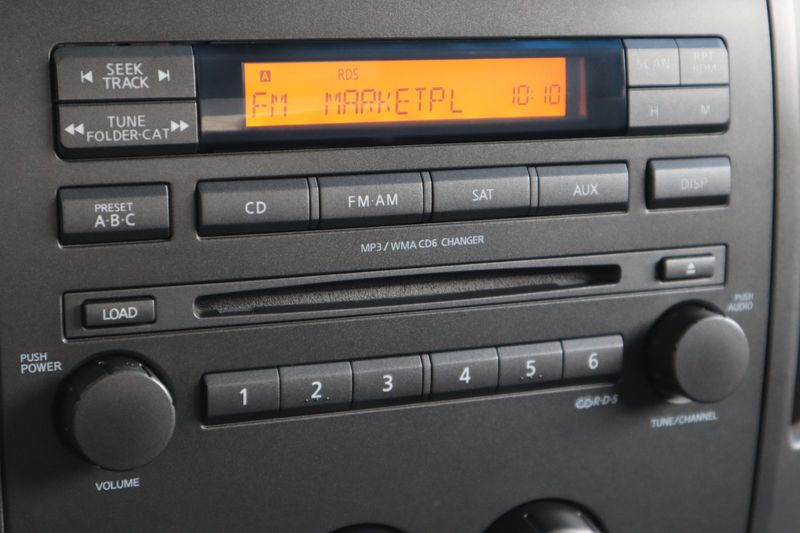 SEEK
TRACK
A
RDS
FM MARKETPL 10:10
SCAN
RPT
RDM
TUNE
FOLDER·CAT
H
M
PRESET
A·B·C
CD
FM·AM
SAT
AUX
DISP
MP3/WMA CD6 CHANGER
LOAD
PUSH
POWER
PUSH
AUDIO
1
2
3
4
5
6
VOLUME
TUNE/CHANNEL